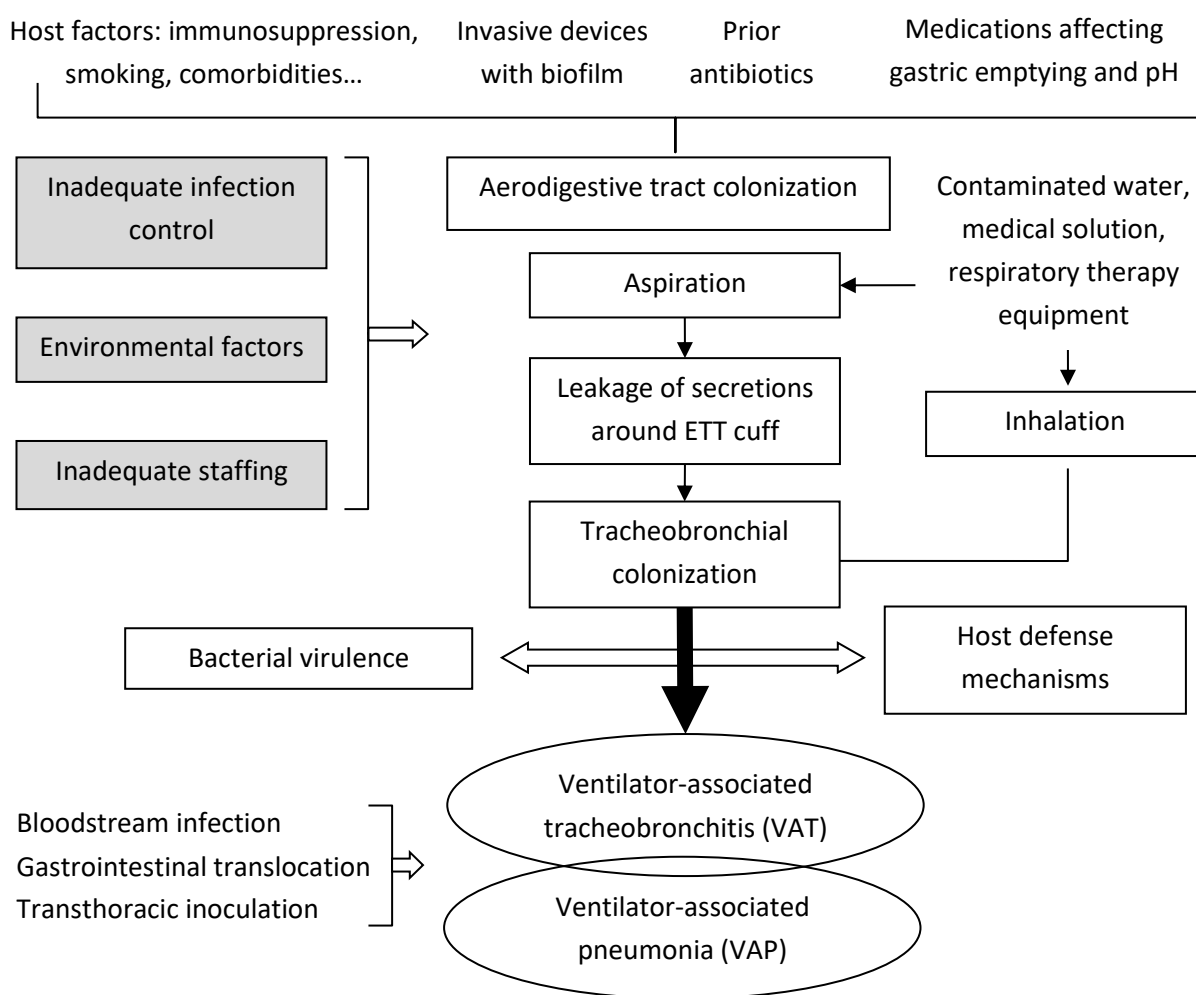 Host factors: immunosuppression,
smoking, comorbidities...
Invasive devices
with biofilm
Prior
antibiotics
Medications affecting
gastric emptying and pH
Inadequate infection
control
Environmental factors
Inadequate staffing
Aerodigestive tract colonization
Aspiration
Leakage of secretions
around ETT cuff
Tracheobronchial
colonization
Contaminated water,
medical solution,
respiratory therapy
equipment
Inhalation
Bacterial virulence
Host defense
mechanisms
Ventilator-associated
tracheobronchitis (VAT)
Bloodstream infection
Gastrointestinal translocation
Transthoracic inoculation
Ventilator-associated
pneumonia (VAP)